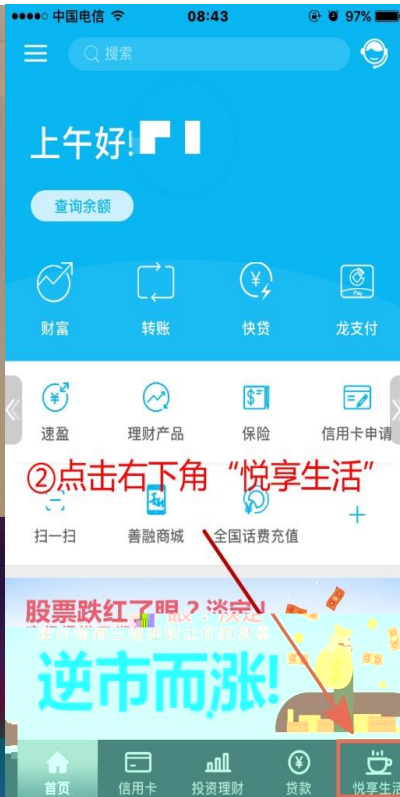 中国电信 08:43 97%
搜索
上午好!
查询余额
财富 转账 快贷 龙支付
速盈 理财产品 保险 信用卡申请
②点击右下角“悦享生活”
扫一扫 善融商城 全国话费充值
股票跌红了眼？淡定！
逆市而涨!
首页 信用卡 投资理财 贷款 悦享生活